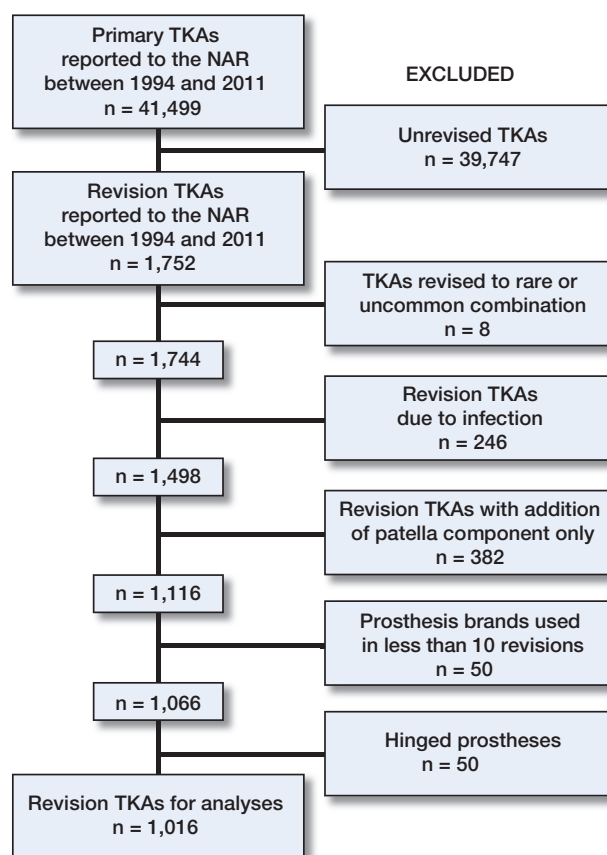 Primary TKAs
reported to the NAR
between 1994 and 2011
n = 41,499
EXCLUDED
Unrevised TKAs
n = 39,747
Revision TKAs
reported to the NAR
between 1994 and 2011
n = 1,752
TKAs revised to rare or
uncommon combination
n = 8
n = 1,744
Revision TKAs
due to infection
n = 246
n = 1,498
Revision TKAs with addition
of patella component only
n = 382
n = 1,116
Prosthesis brands used
in less than 10 revisions
n = 50
n = 1,066
Hinged prostheses
n = 50
Revision TKAs for analyses
n = 1,016